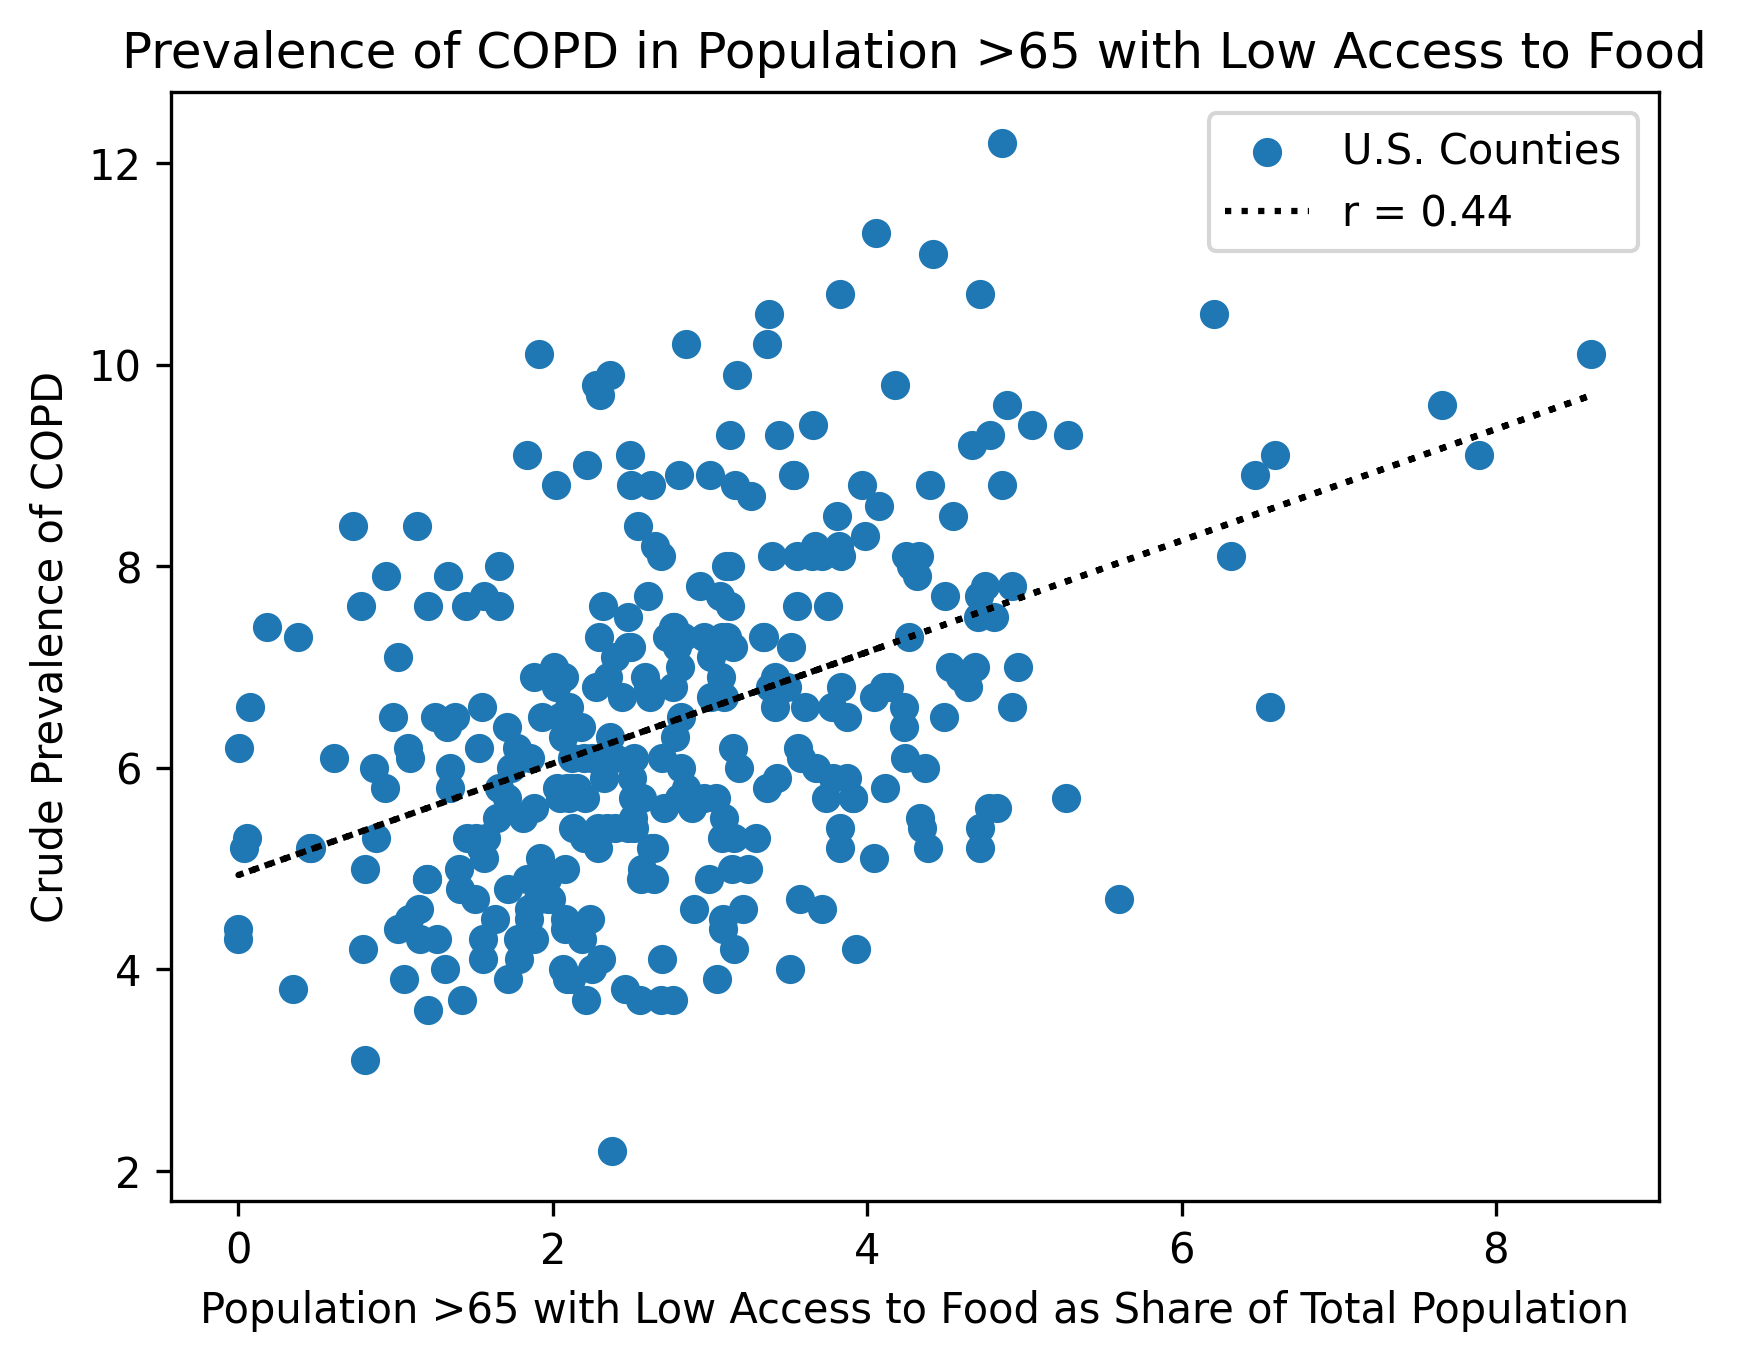 Prevalence of COPD in Population >65 with Low Access to Food
U.S. Counties
r = 0.44
Crude Prevalence of COPD
12
10
8
6
4
2
0 2 4 6 8
Population >65 with Low Access to Food as Share of Total Population